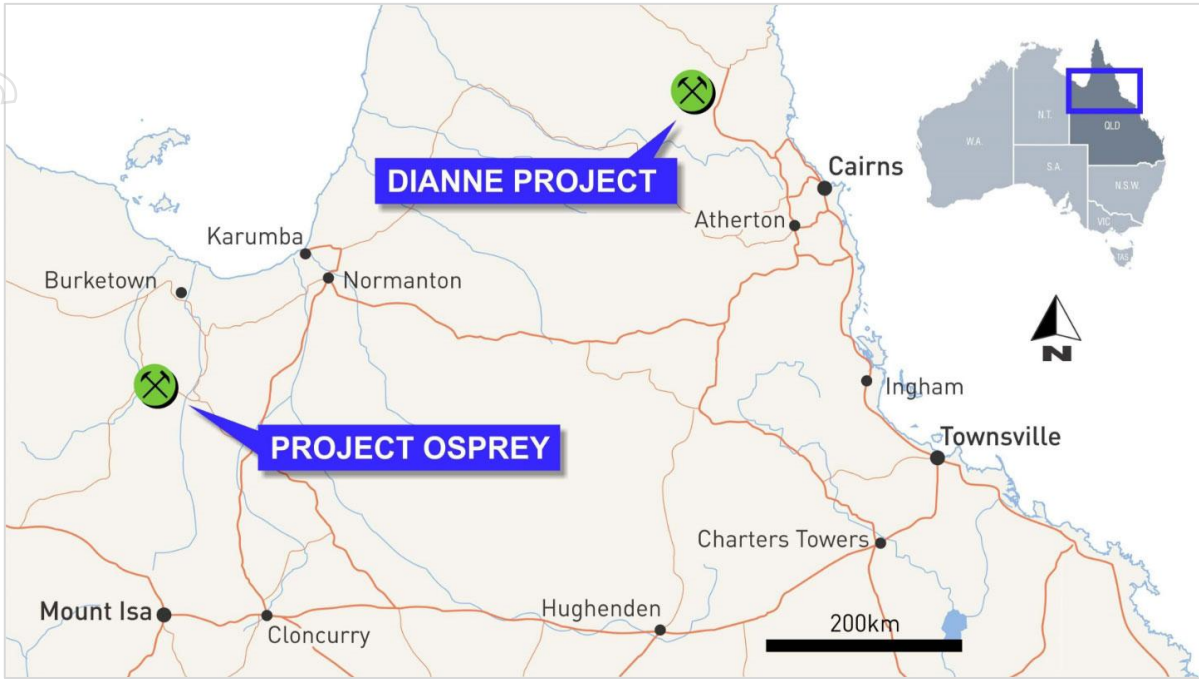 DIANNE PROJECT
Cairns
Atherton
Karumba
Normanton
Burketown
Ingham
PROJECT OSPREY
Townsville
Charters Towers
Mount Isa
Cloncurry
Hughenden
200km
N
W.A.
N.T.
QLD
S.A.
N.S.W.
VIC
TAS